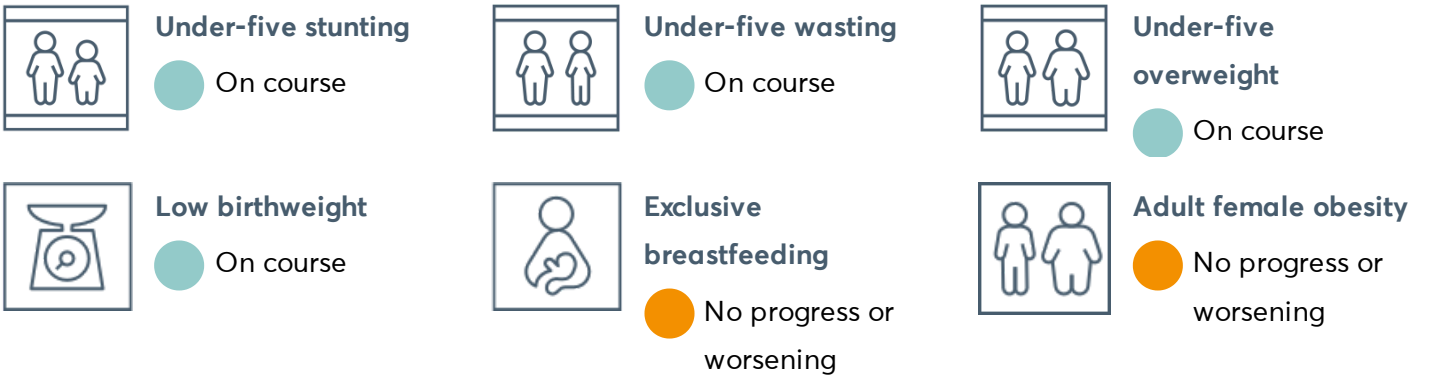 Under-five stunting
On course
Under-five wasting
On course
Under-five
overweight
On course
Low birthweight
On course
Exclusive
breastfeeding
No progress or
worsening
Adult female obesity
No progress or
worsening